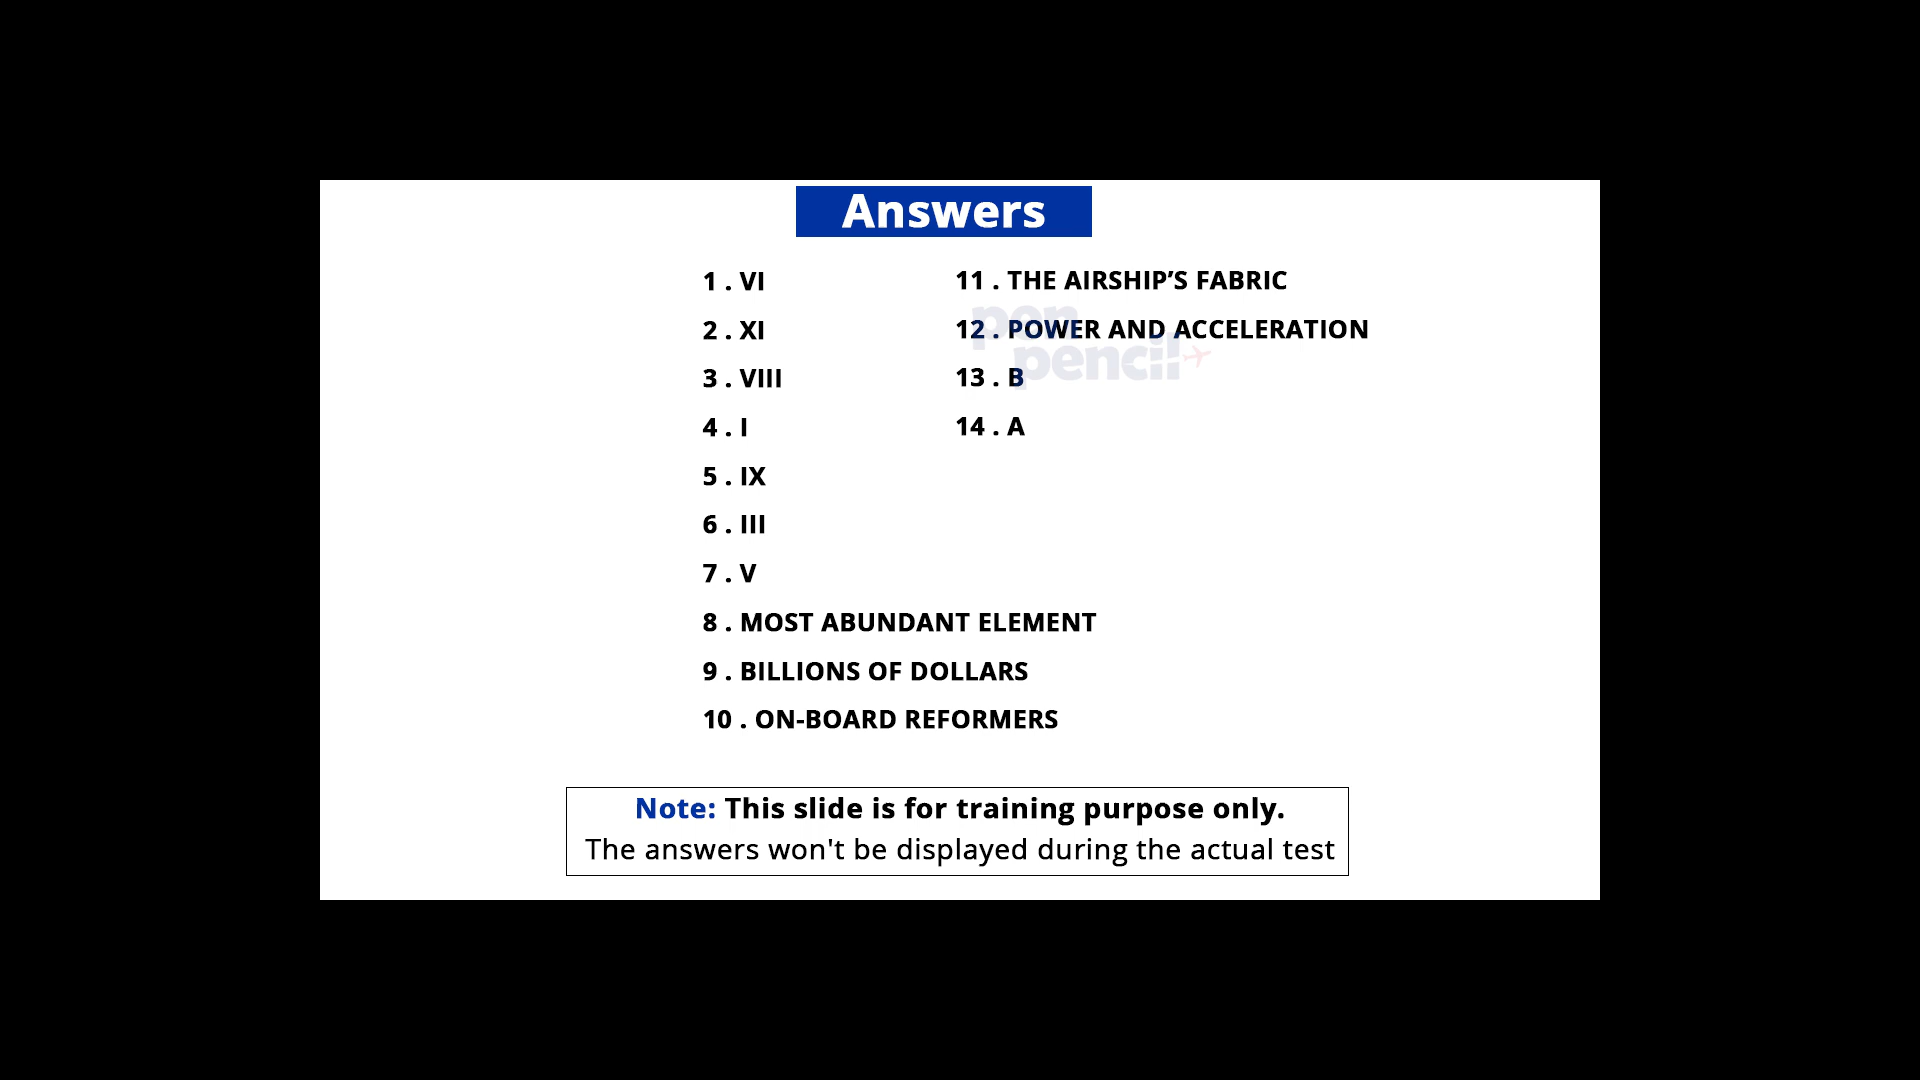 Answers
1 . VI
2 . XI
3 . VIII
4 . I
5 . IX
6 . III
7 . V
8 . MOST ABUNDANT ELEMENT
9 . BILLIONS OF DOLLARS
10 . ON-BOARD REFORMERS
11 . THE AIRSHIP’S FABRIC
12 . POWER AND ACCELERATION
13 . B
14 . A
pen
pencil
Note: This slide is for training purpose only.
The answers won't be displayed during the actual test